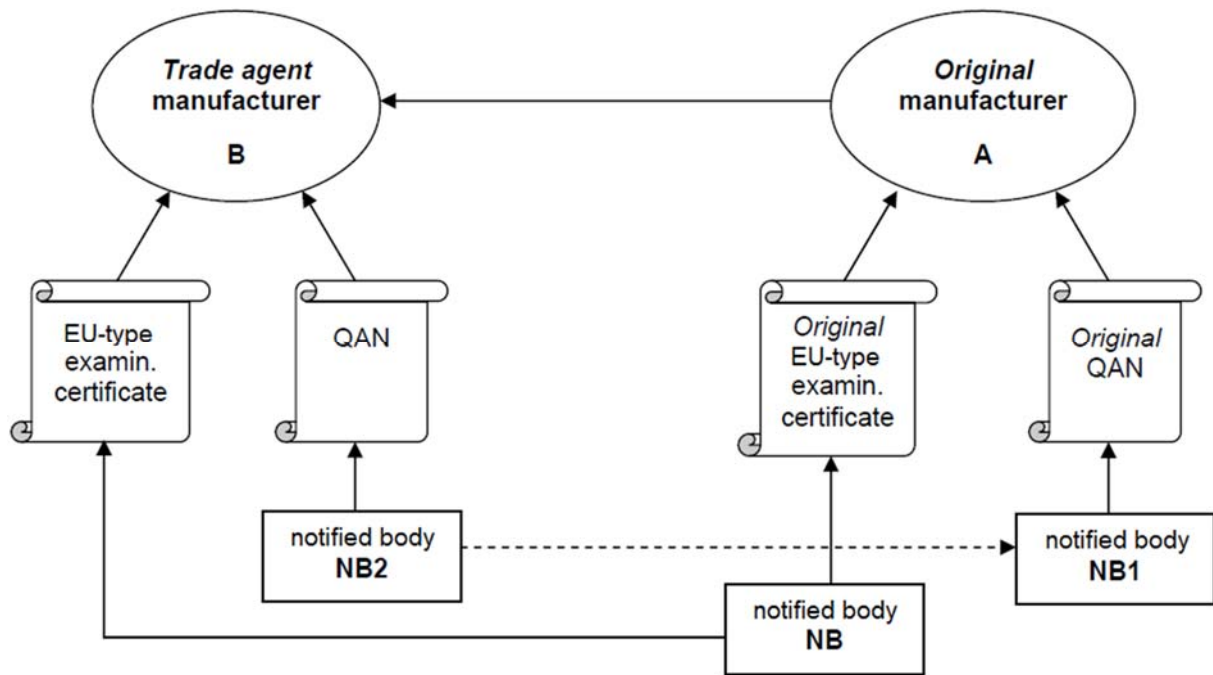 Trade agent
manufacturer
B
Original
manufacturer
A
EU-type
examin.
certificate
QAN
Original
EU-type
examin.
certificate
Original
QAN
notified body
NB2
notified body
NB1
notified body
NB